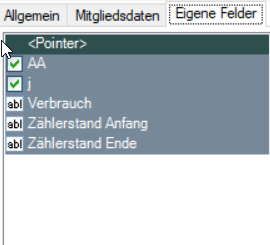 Allgemein Mitgliedsdaten Eigene Felder
<Pointer>
AA
j
abl Verbrauch
abl Zählerstand Anfang
abl Zählerstand Ende